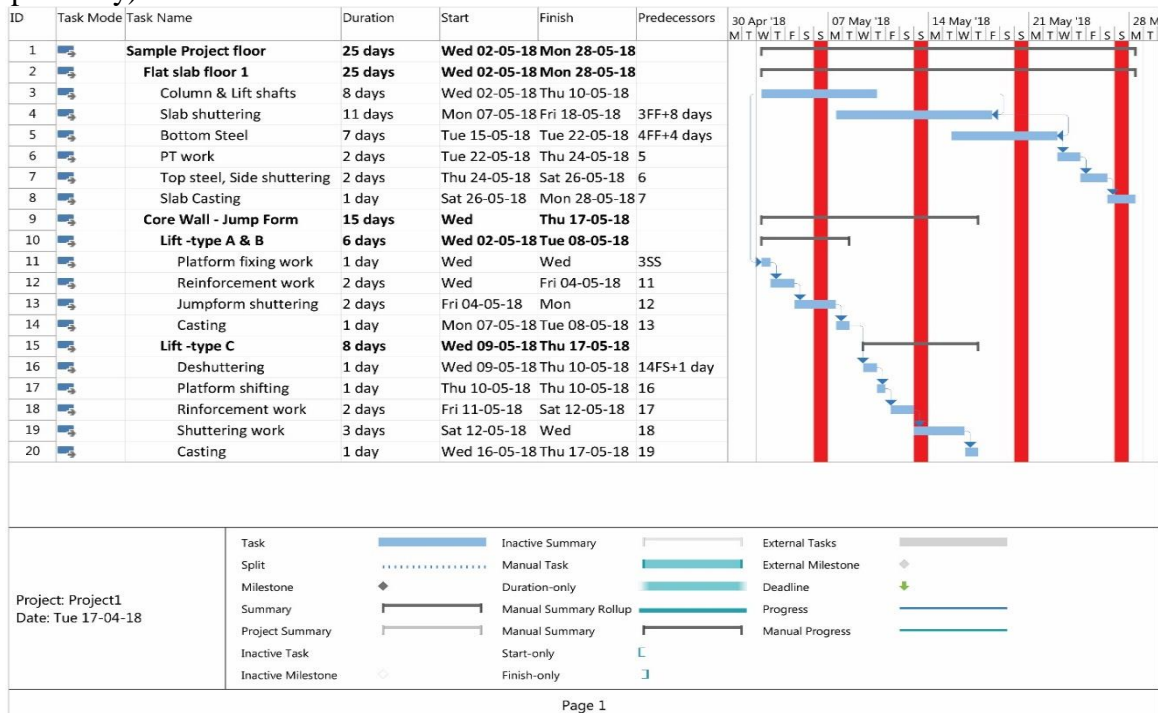 ID Task Mode Task Name Duration Start Finish Predecessors
30 Apr '18 07 May '18 14 May '18 21 May '18 28 M
M T W T F S S M T W T F S S M T W T F S S M T W T F S S M T
1 Sample Project floor 25 days Wed 02-05-18 Mon 28-05-18
2 Flat slab floor 1 25 days Wed 02-05-18 Mon 28-05-18
3 Column & Lift shafts 8 days Wed 02-05-18 Thu 10-05-18
4 Slab shuttering 11 days Mon 07-05-18 Fri 18-05-18 3FF+8 days
5 Bottom Steel 7 days Tue 15-05-18 Tue 22-05-18 4FF+4 days
6 PT work 2 days Tue 22-05-18 Thu 24-05-18 5
7 Top steel, Side shuttering 2 days Thu 24-05-18 Sat 26-05-18 6
8 Slab Casting 1 day Sat 26-05-18 Mon 28-05-18 7
9 Core Wall - Jump Form 15 days Wed Thu 17-05-18
10 Lift -type A & B 6 days Wed 02-05-18 Tue 08-05-18
11 Platform fixing work 1 day Wed Wed 3SS
12 Reinforcement work 2 days Wed Fri 04-05-18 11
13 Jumpform shuttering 2 days Fri 04-05-18 Mon 12
14 Casting 1 day Mon 07-05-18 Tue 08-05-18 13
15 Lift -type C 8 days Wed 09-05-18 Thu 17-05-18
16 Deshuttering 1 day Wed 09-05-18 Thu 10-05-18 14FS+1 day
17 Platform shifting 1 day Thu 10-05-18 Thu 10-05-18 16
18 Rinforcement work 2 days Fri 11-05-18 Sat 12-05-18 17
19 Shuttering work 3 days Sat 12-05-18 Wed 18
20 Casting 1 day Wed 16-05-18 Thu 17-05-18 19
Project: Project1
Date: Tue 17-04-18
Task Inactive Summary External Tasks
Split Manual Task External Milestone
Milestone Duration-only Deadline
Summary Manual Summary Rollup Progress
Project Summary Manual Summary Manual Progress
Inactive Task Start-only
Inactive Milestone Finish-only
Page 1